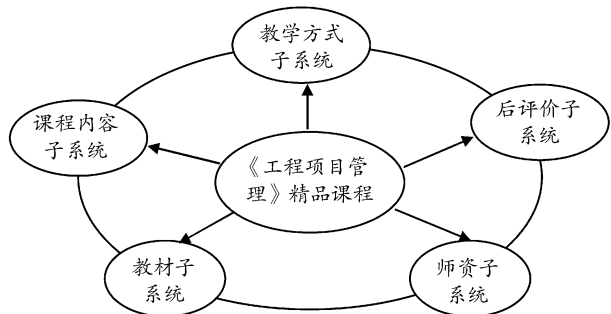 教学方式
子系统
课程内容
子系统
后评价子
系统
《工程项目管
理》精品课程
教材子
系统
师资子
系统